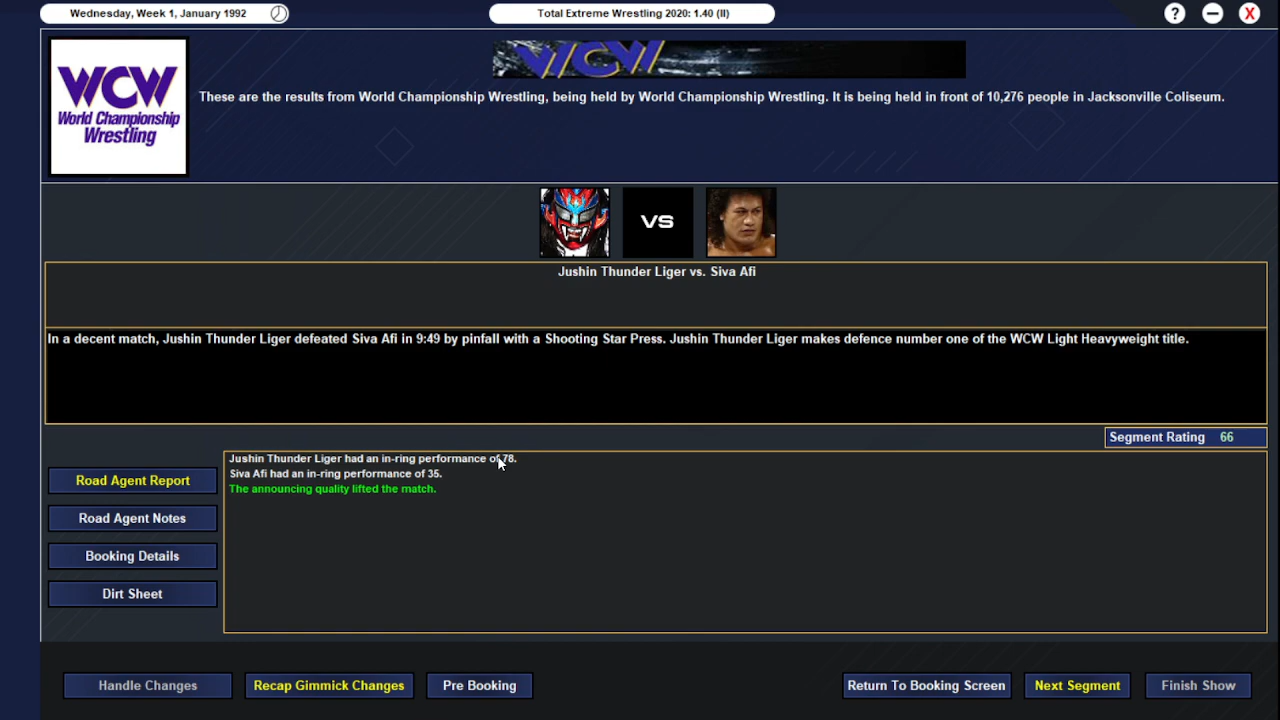 Wednesday, Week 1, January 1992
Total Extreme Wrestling 2020: 1.40 (II)
? − X
WCW
World Championship
Wrestling
WCW
These are the results from World Championship Wrestling, being held by World Championship Wrestling. It is being held in front of 10,276 people in Jacksonville Coliseum.
VS
Jushin Thunder Liger vs. Siva Afi
In a decent match, Jushin Thunder Liger defeated Siva Afi in 9:49 by pinfall with a Shooting Star Press. Jushin Thunder Liger makes defence number one of the WCW Light Heavyweight title.
Segment Rating 66
Jushin Thunder Liger had an in-ring performance of 78.
Siva Afi had an in-ring performance of 35.
The announcing quality lifted the match.
Road Agent Report
Road Agent Notes
Booking Details
Dirt Sheet
Handle Changes
Recap Gimmick Changes
Pre Booking
Return To Booking Screen
Next Segment
Finish Show